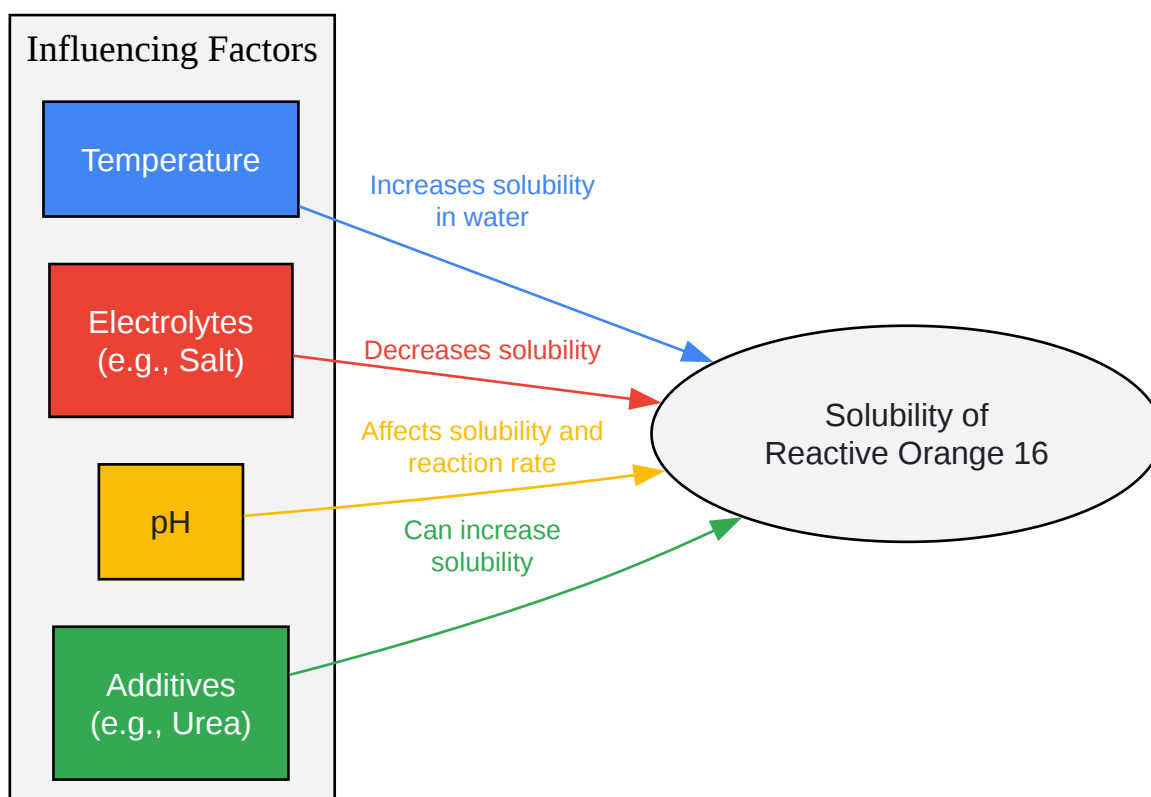 Influencing Factors
Temperature
Increases solubility
in water
Electrolytes
(e.g., Salt)
Decreases solubility
Solubility of
Reactive Orange 16
Affects solubility and
reaction rate
pH
Can increase
solubility
Additives
(e.g., Urea)